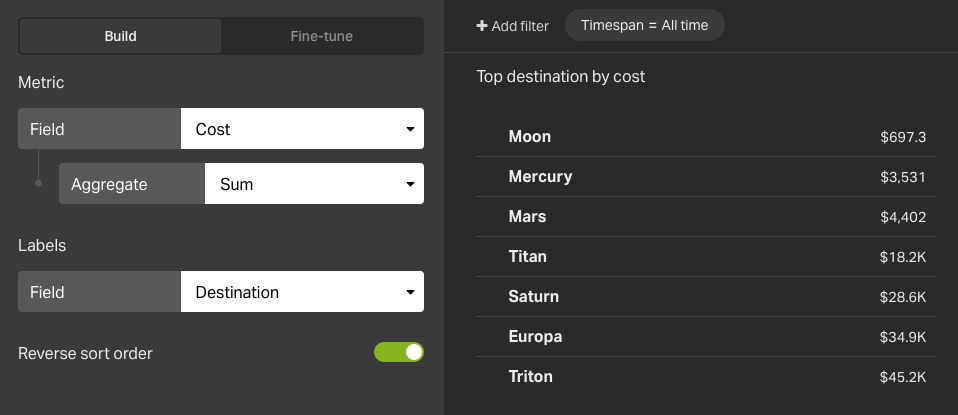 Build
Fine-tune
Metric
Field
Cost
Aggregate
Sum
Labels
Field
Destination
Reverse sort order
+ Add filter
Timespan = All time
Top destination by cost
Moon $697.3
Mercury $3,531
Mars $4,402
Titan $18.2K
Saturn $28.6K
Europa $34.9K
Triton $45.2K